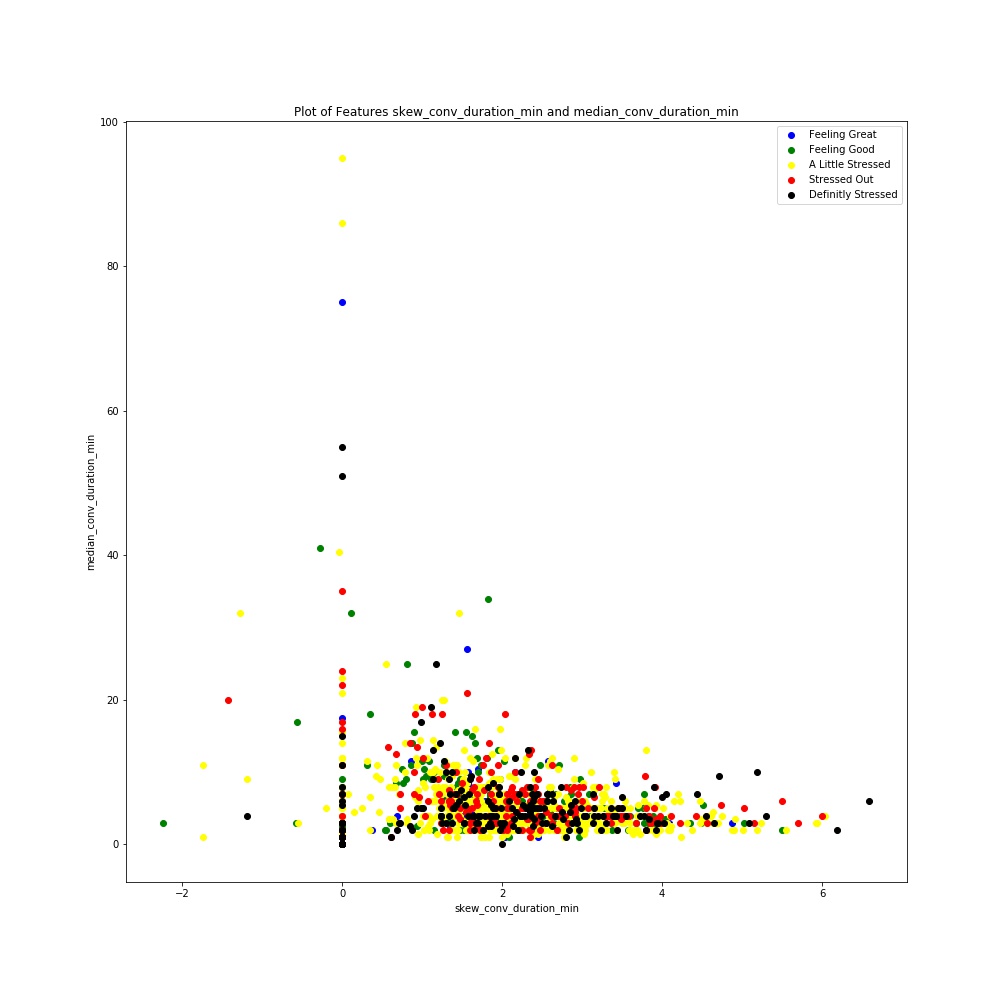 Plot of Features skew_conv_duration_min and median_conv_duration_min
100
80
60
40
20
0
median_conv_duration_min
Feeling Great
Feeling Good
A Little Stressed
Stressed Out
Definitly Stressed
−2
0
2
4
6
skew_conv_duration_min